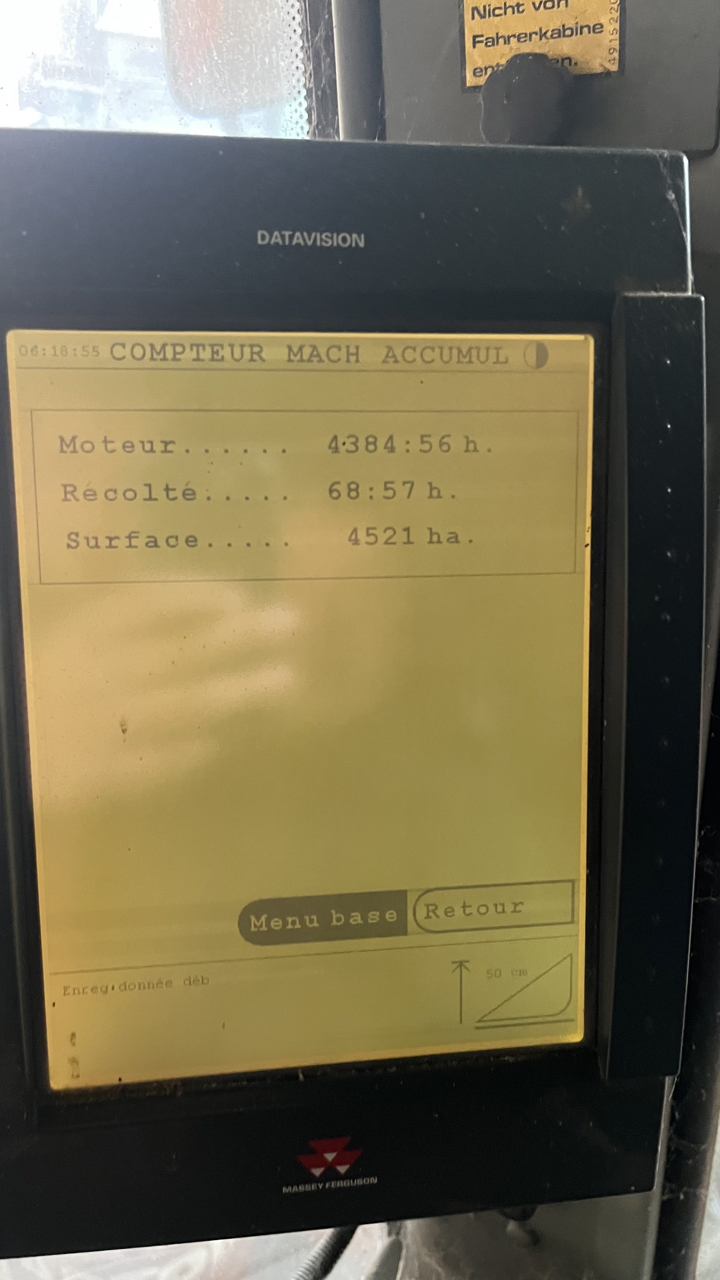 Nicht von
Fahrerkabine
DATAVISION
06:18:55 COMPTEUR MACH ACCUMUL
Moteur...... 4384:56 h.
Récolté..... 68:57 h.
Surface..... 4521 ha.
Menu base Retour
50 cm
Enreg.donnée déb
MASSEY FERGUSON